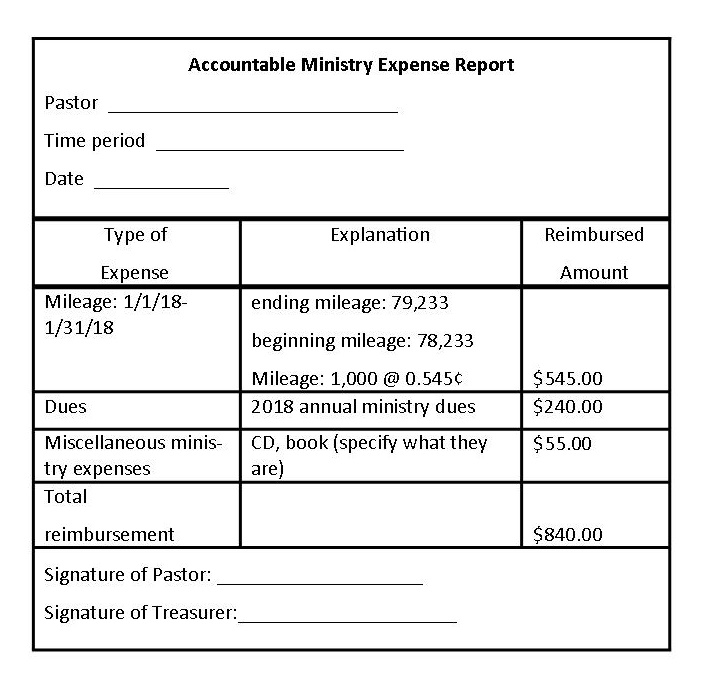 Accountable Ministry Expense Report
Pastor ____________________________
Time period ________________________
Date _____________
Type of
Expense
Explanation
Reimbursed
Amount
Mileage: 1/1/18-
1/31/18
ending mileage: 79,233
beginning mileage: 78,233
Mileage: 1,000 @ 0.545¢
$545.00
Dues
2018 annual ministry dues
$240.00
Miscellaneous minis-
try expenses
CD, book (specify what they
are)
$55.00
Total
reimbursement
$840.00
Signature of Pastor: ____________________
Signature of Treasurer:_____________________